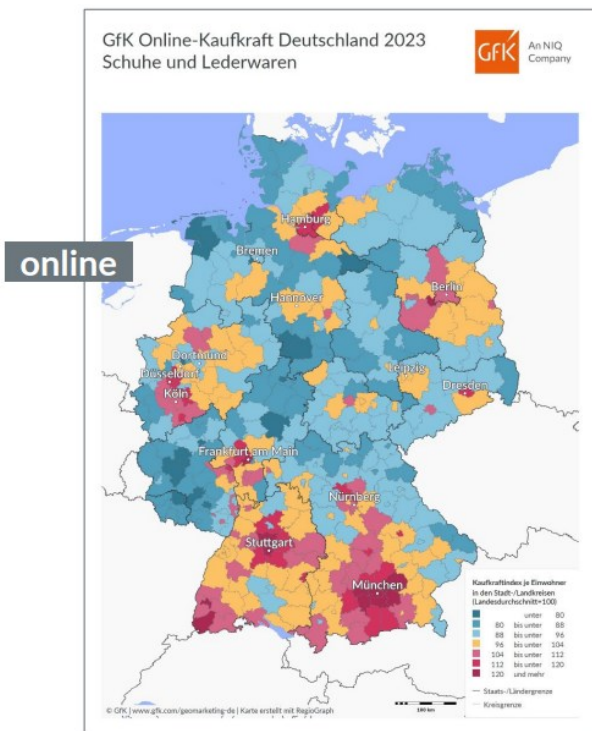 GfK Online-Kaufkraft Deutschland 2023
Schuhe und Lederwaren
GFK
An NIQ
Company
online
Hamburg
Bremen
Berlin
Hannover
Dortmund
Düsseldorf
Köln
Leipzig
Dresden
Frankfurt am Main
Nürnberg
Stuttgart
München
Kaufkraftindex je Einwohner
in den Stadt-/Landkreisen
(Landesdurchschnitt=100)
unter 80
80 bis unter 88
88 bis unter 96
96 bis unter 104
104 bis unter 112
112 bis unter 120
120 und mehr
Staats-/Ländergrenze
Kreisgrenze
100 km
© GfK | www.gfk.com/geomarketing-de | Karte erstellt mit RegioGraph